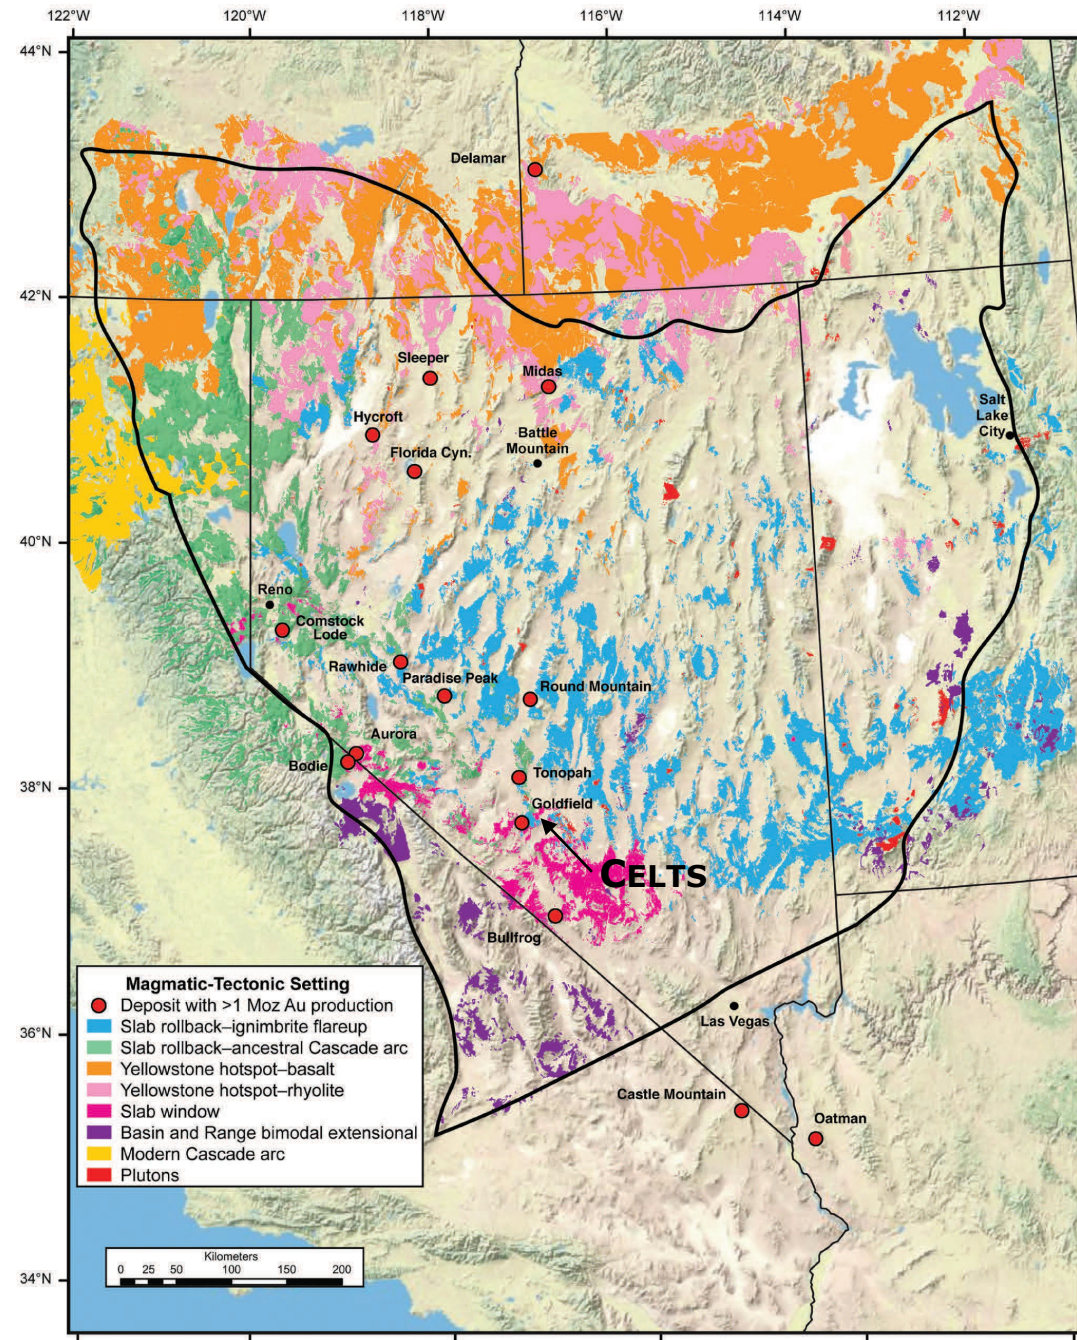 122°W
120°W
118°W
116°W
114°W
112°W
44°N
42°N
40°N
38°N
36°N
34°N
Delamar
Sleeper
Midas
Hycroft
Battle
Mountain
Florida Cyn.
Salt
Lake
City
Reno
Comstock
Lode
Rawhide
Paradise Peak
Round Mountain
Aurora
Bodie
Tonopah
Goldfield
CELTS
Bullfrog
Las Vegas
Castle Mountain
Oatman
Magmatic-Tectonic Setting
Deposit with >1 Moz Au production
Slab rollback–ignimbrite flareup
Slab rollback–ancestral Cascade arc
Yellowstone hotspot–basalt
Yellowstone hotspot–rhyolite
Slab window
Basin and Range bimodal extensional
Modern Cascade arc
Plutons
Kilometers
0 25 50 100 150 200